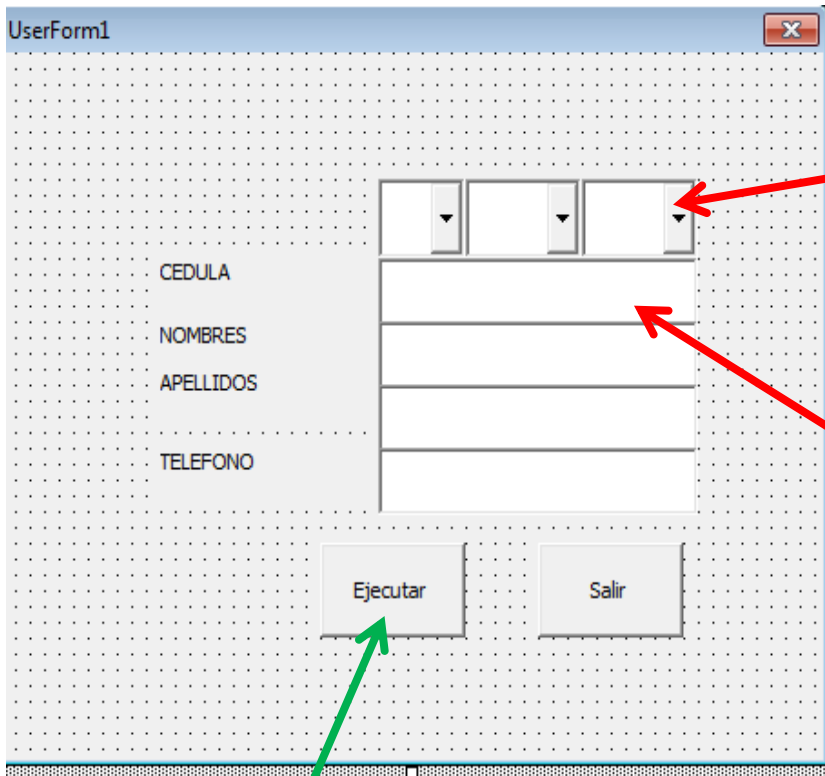 UserForm1
CEDULA
NOMBRES
APELLIDOS
TELEFONO
Ejecutar Salir